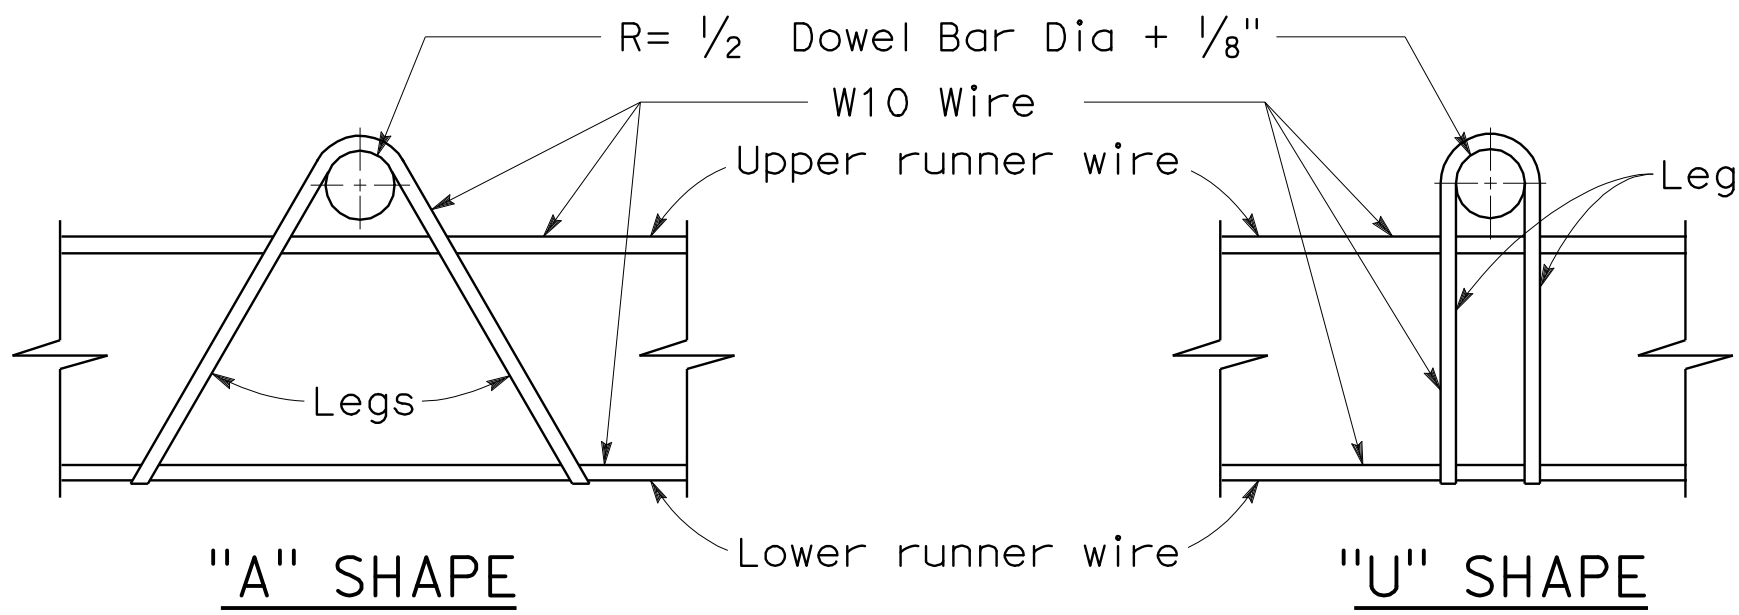 R= 1/2 Dowel Bar Dia + 1/8"
W10 Wire
Upper runner wire
Leg
Legs
Lower runner wire
"A" SHAPE
"U" SHAPE